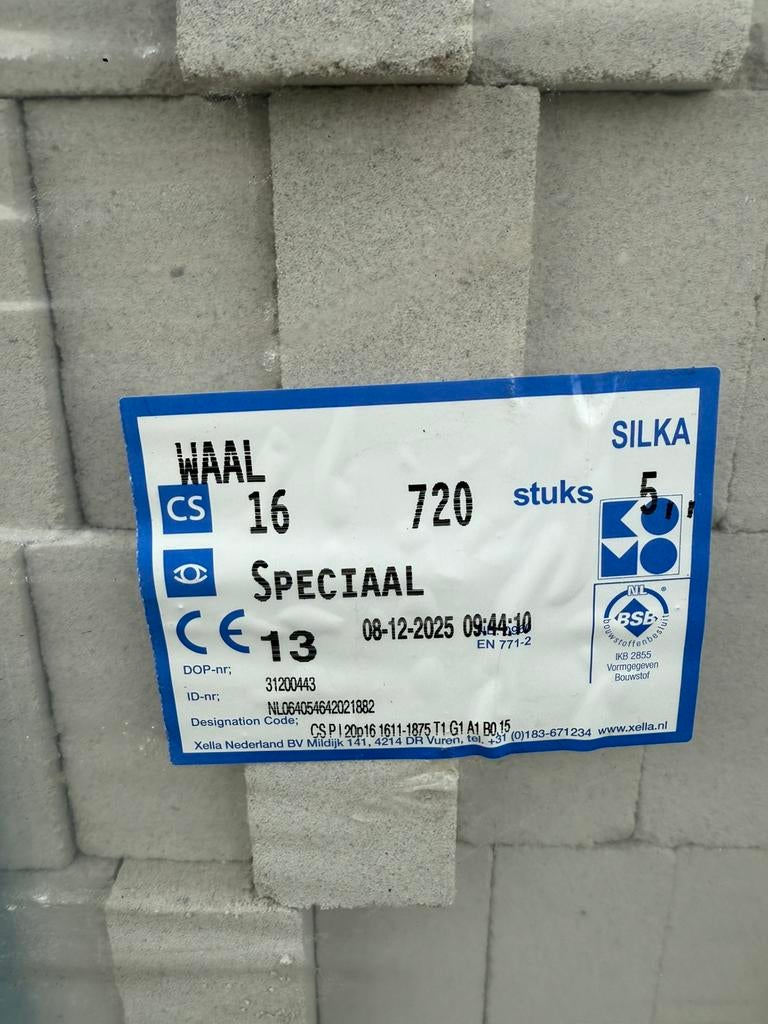 SILKA
WAAL
CS 16 720 stuks 5
KOMO
SPECIAAL
NL
BSB®
bouwstoffenbesluit
CE 13 08-12-2025 09:44:10
EN 771-2
IKB 2855
Vormgegeven
Bouwstof
DOP-nr; 31200443
ID-nr; NL064054642021882
Designation Code; CS P I 20p16 1611-1875 T1 G1 A1 B0,15
Xella Nederland BV Mildijk 141, 4214 DR Vuren, tel. +31 (0)183-671234 www.xella.nl